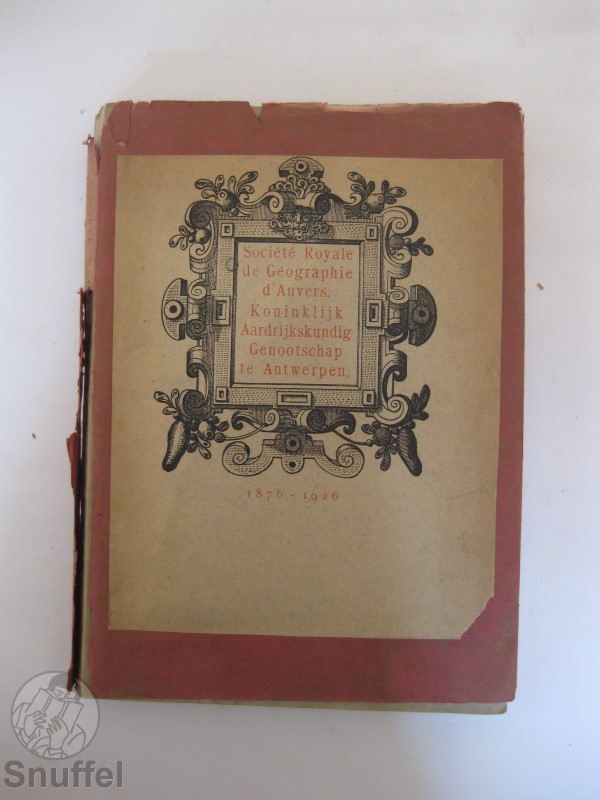 Société Royale
de Géographie
d'Anvers.
Koninklijk
Aardrijkskundig
Genootschap
te Antwerpen.
1876-1926
Snuffel